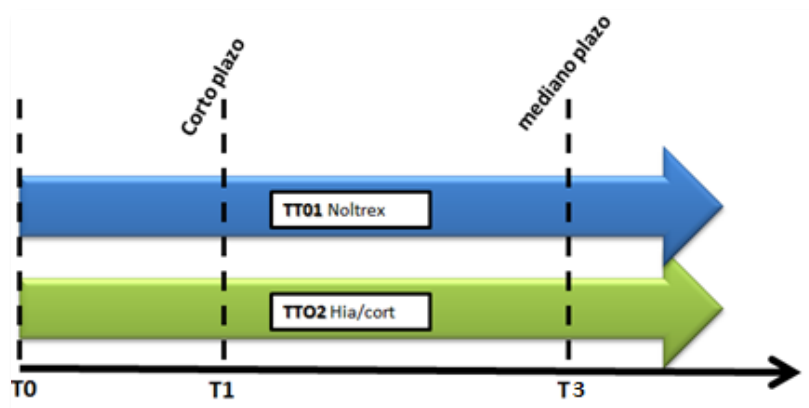 Corto plazo
mediano plazo
TT01 Noltrex
TTO2 Hia/cort
T0
T1
T3